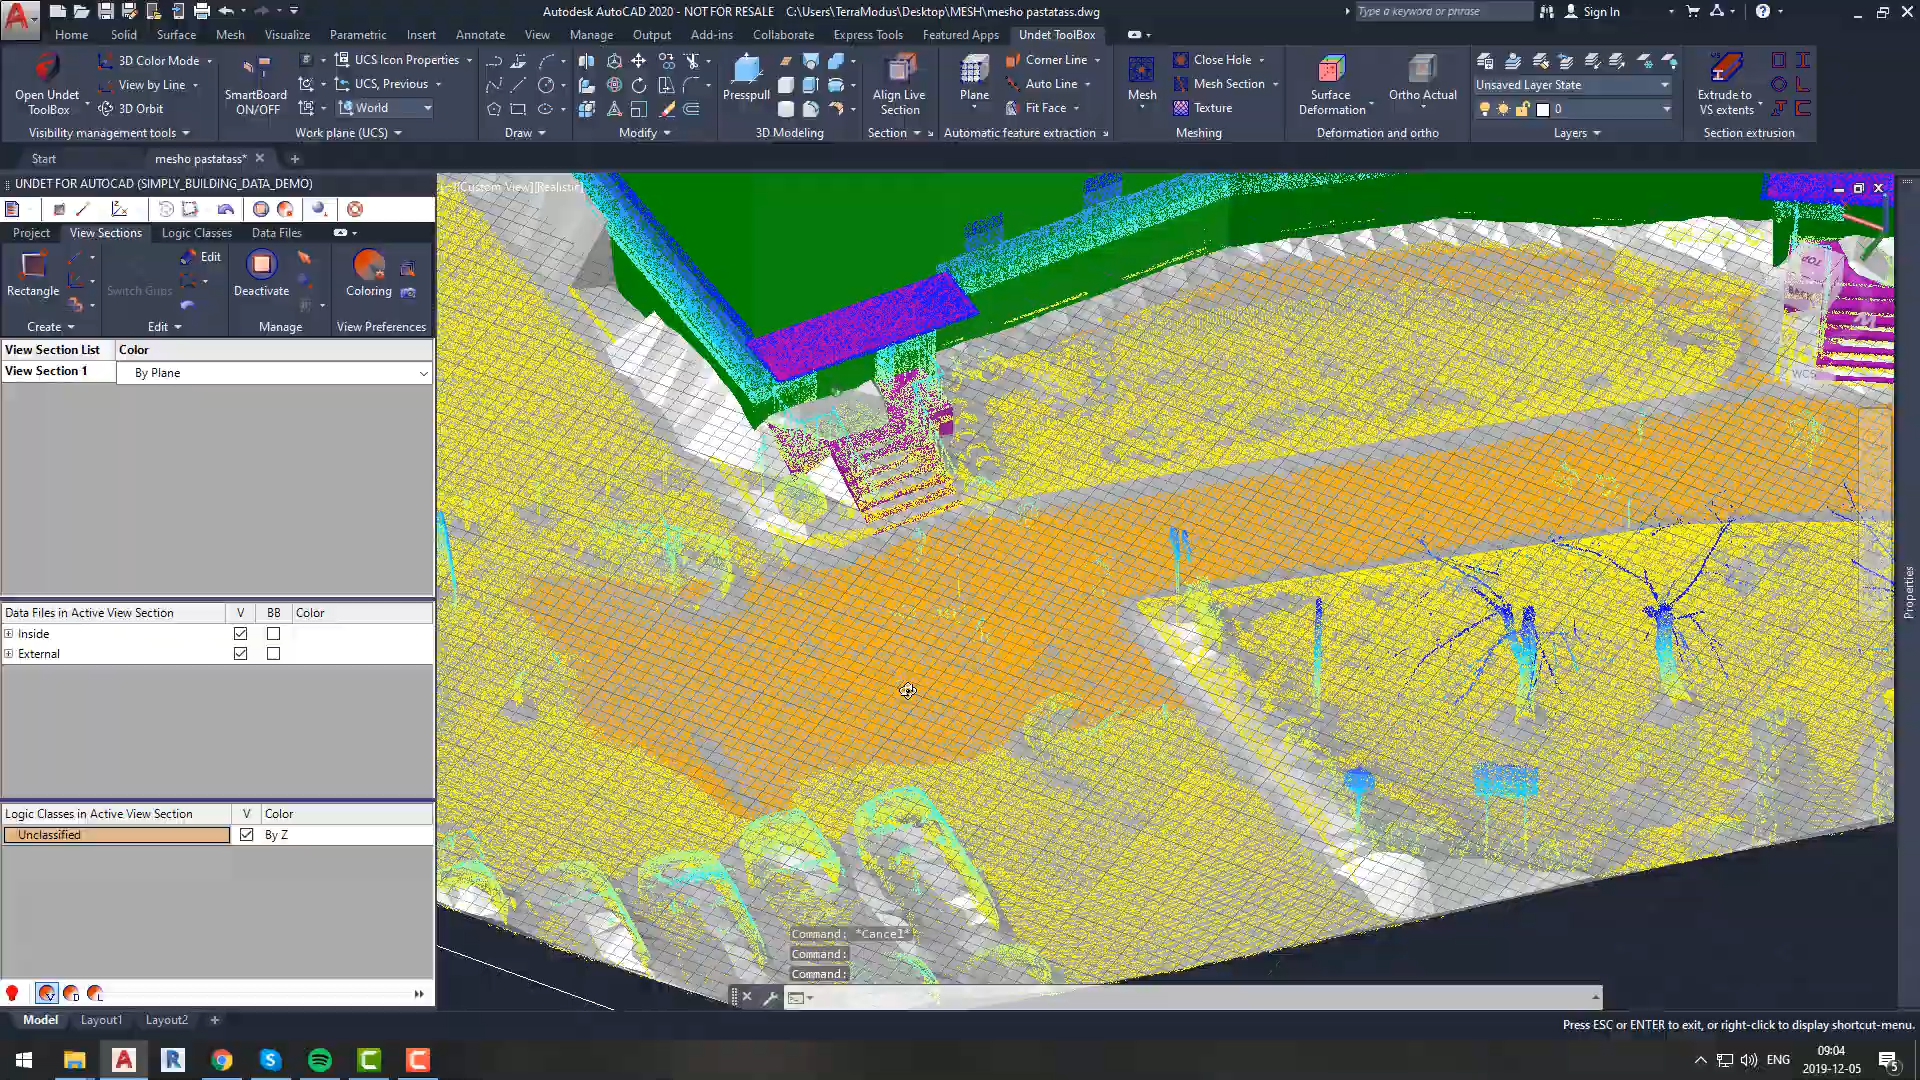 Autodesk AutoCAD 2020 - NOT FOR RESALE C:\Users\TerraModus\Desktop\MESH\mesho pastatass.dwg
Type a keyword or phrase
Sign In
Home Solid Surface Mesh Visualize Parametric Insert Annotate View Manage Output Add-ins Collaborate Express Tools Featured Apps Undet ToolBox
Open Undet ToolBox
3D Color Mode
View by Line
3D Orbit
Visibility management tools
SmartBoard ON/OFF
UCS Icon Properties
UCS, Previous
World
Work plane (UCS)
Draw
Modify
Presspull
3D Modeling
Align Live Section
Section
Plane
Corner Line
Auto Line
Fit Face
Automatic feature extraction
Mesh
Close Hole
Mesh Section
Texture
Meshing
Surface Deformation
Ortho Actual
Deformation and ortho
Unsaved Layer State
0
Layers
Extrude to VS extents
Section extrusion
Start
mesho pastatass*
UNDET FOR AUTOCAD (SIMPLY_BUILDING_DATA_DEMO)
Project View Sections Logic Classes Data Files
Rectangle
Create
Edit
Switch Grips
Edit
Deactivate
Manage
Coloring
View Preferences
View Section List Color
View Section 1 By Plane
Data Files in Active View Section V BB Color
Inside
External
Logic Classes in Active View Section V Color
Unclassified By Z
[Custom View][Realistic]
TOP
BACK
WCS
Properties
Command: *Cancel*
Command:
Command:
Model Layout1 Layout2
Press ESC or ENTER to exit, or right-click to display shortcut-menu.
ENG
09:04
2019-12-05
5